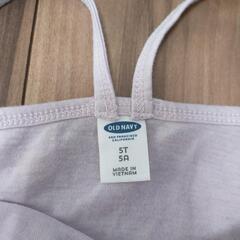 OLD NAVY
SAN FRANCISCO
CALIFORNIA
5T
5A
MADE IN
VIETNAM